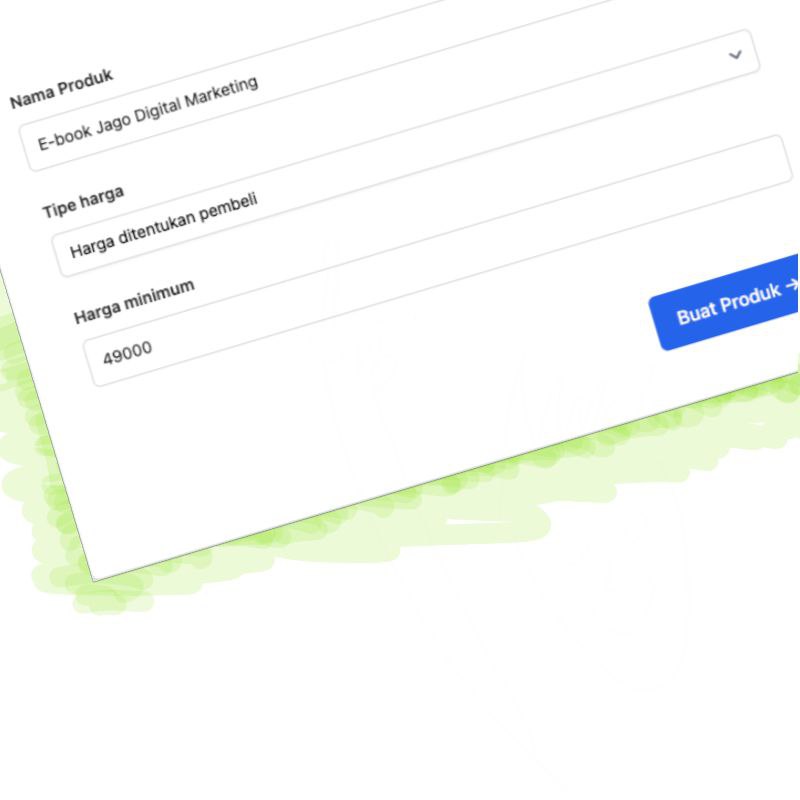 Nama Produk
E-book Jago Digital Marketing
Tipe harga
Harga ditentukan pembeli
Harga minimum
49000
Buat Produk →